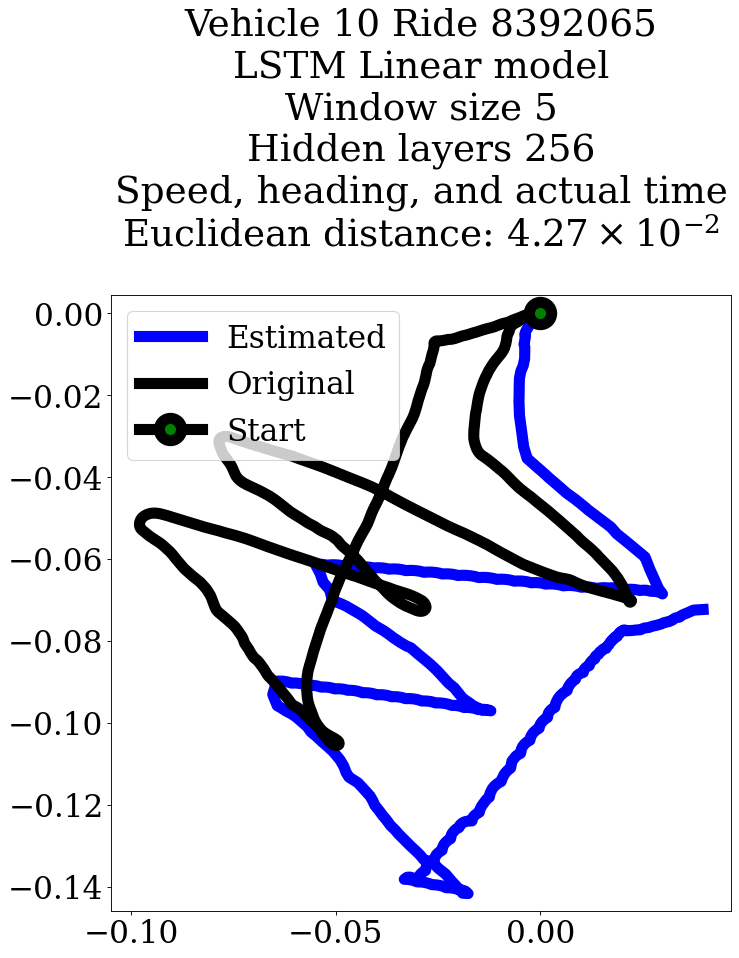 Vehicle 10 Ride 8392065
LSTM Linear model
Window size 5
Hidden layers 256
Speed, heading, and actual time
Euclidean distance: 4.27 × 10⁻²
Estimated
Original
Start
0.00
−0.02
−0.04
−0.06
−0.08
−0.10
−0.12
−0.14
−0.10
−0.05
0.00